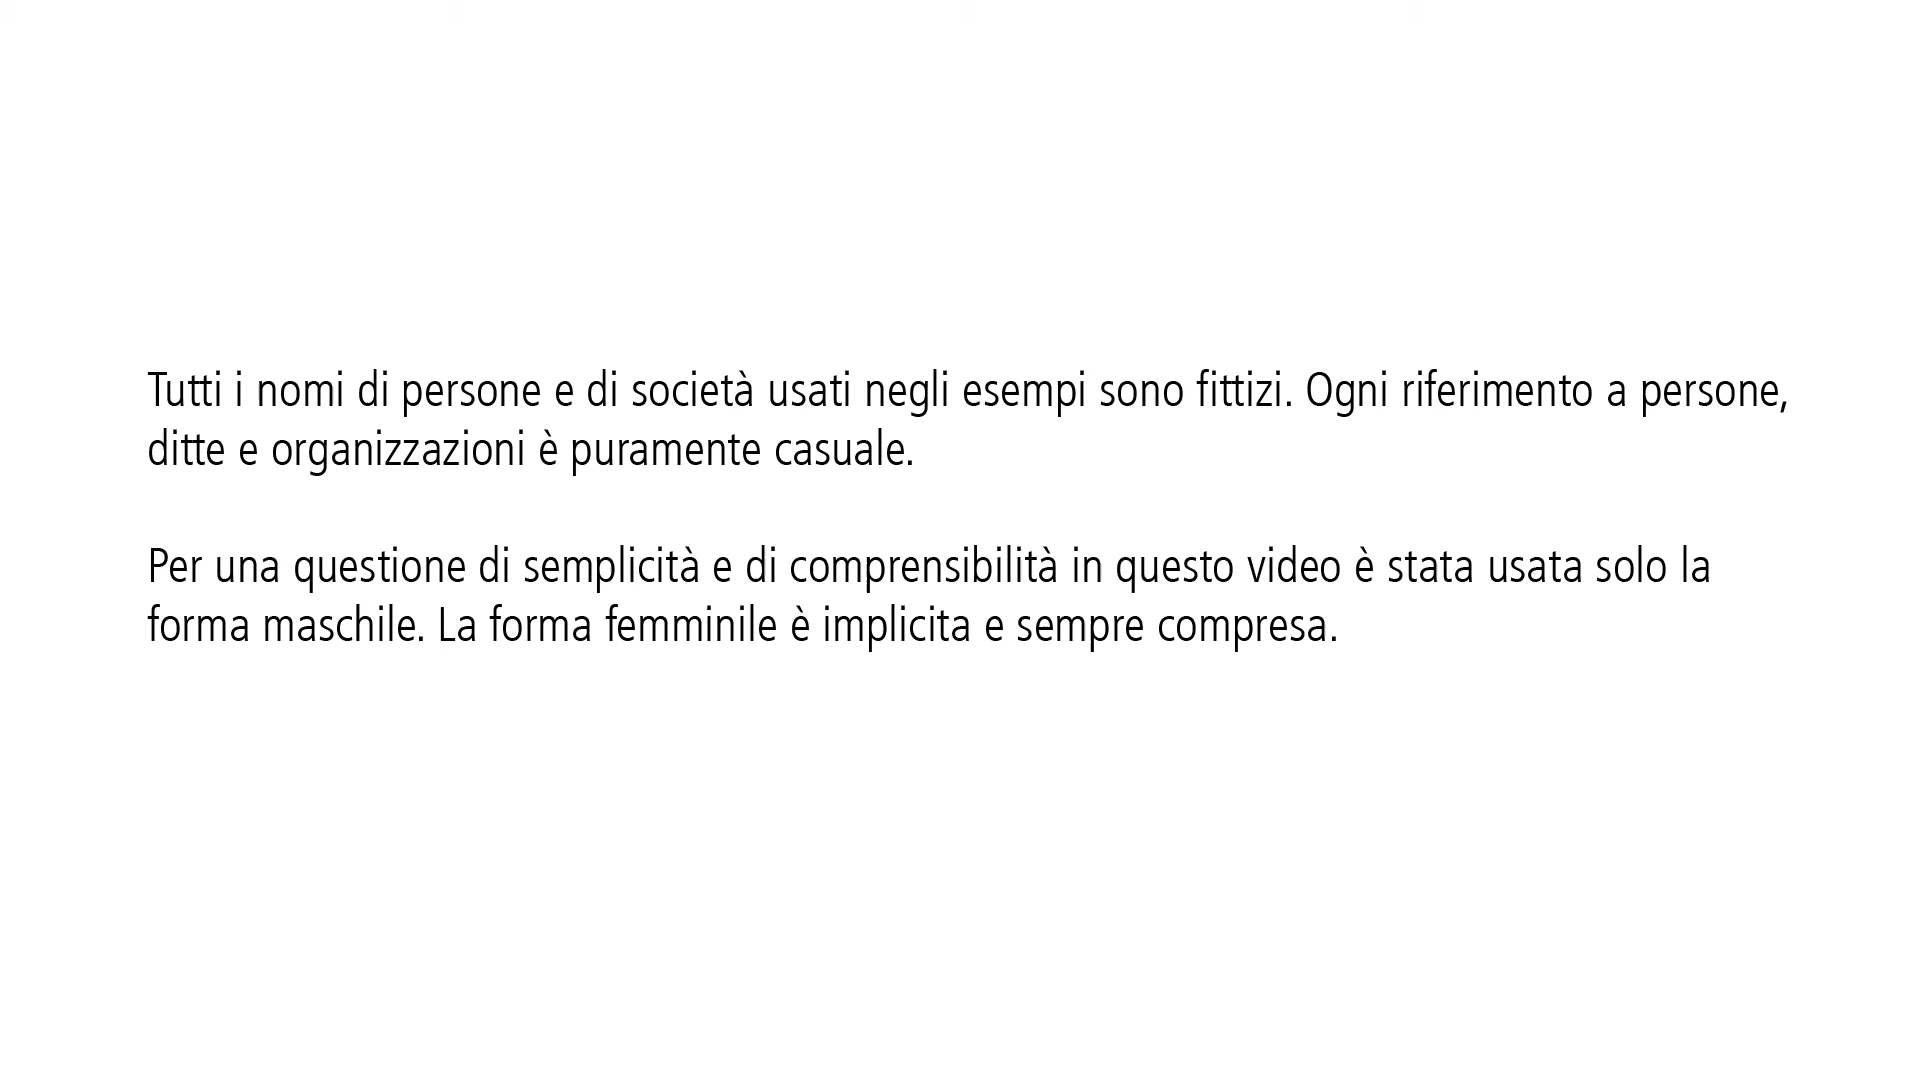 Tutti i nomi di persone e di società usati negli esempi sono fittizi. Ogni riferimento a persone,
ditte e organizzazioni è puramente casuale.
Per una questione di semplicità e di comprensibilità in questo video è stata usata solo la
forma maschile. La forma femminile è implicita e sempre compresa.